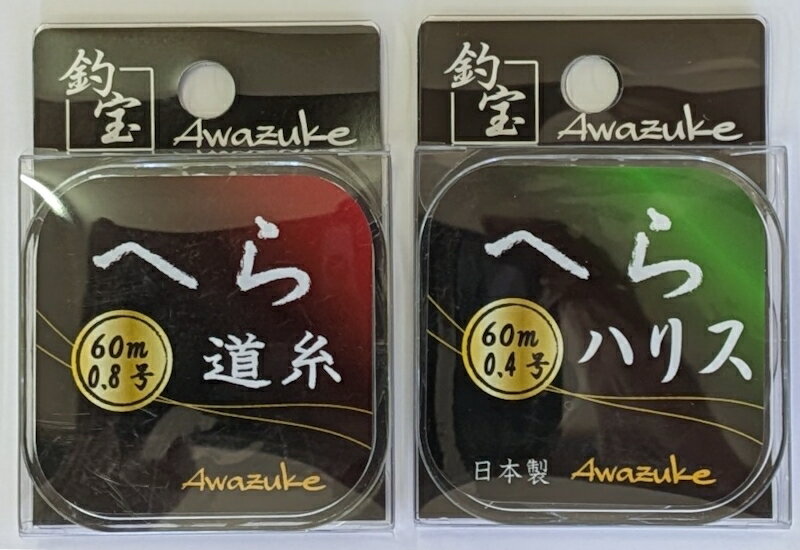 釣宝
Awazuke
へら
60m
0.8号
道糸
Awazuke
釣宝
Awazuke
へら
60m
0.4号
ハリス
日本製 Awazuke